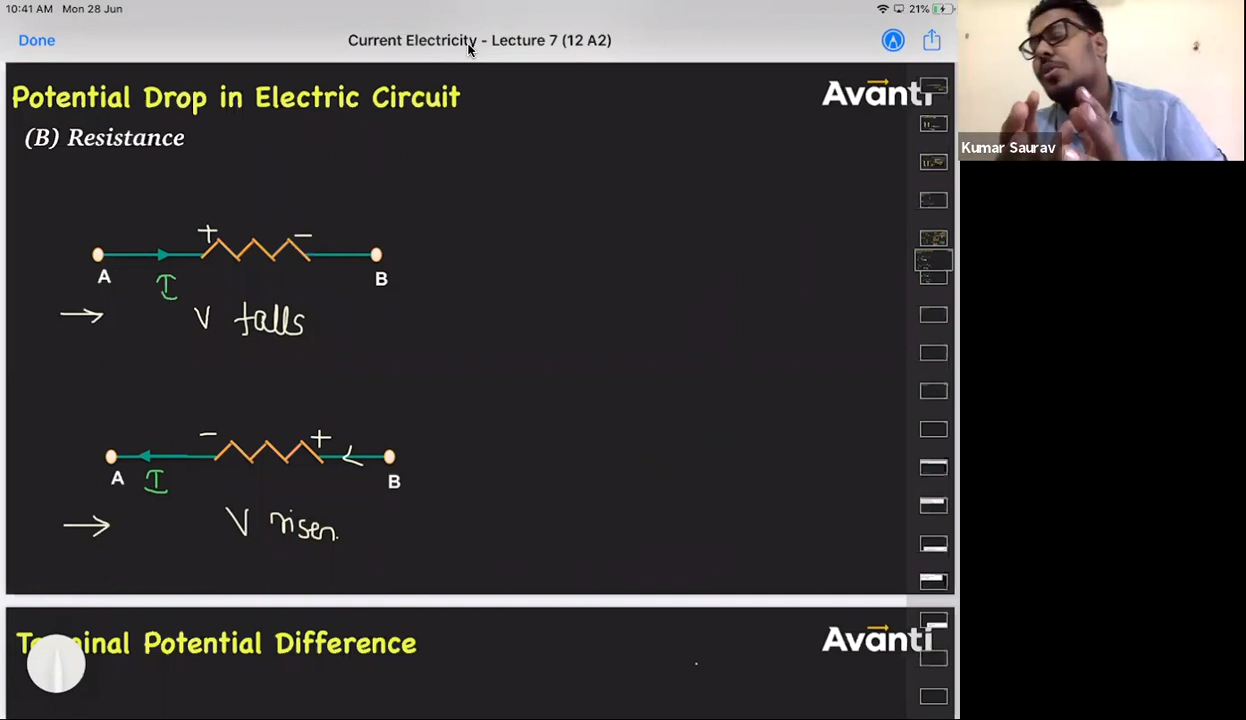 10:41 AM Mon 28 Jun
21%
Done
Current Electricity - Lecture 7 (12 A2)
Potential Drop in Electric Circuit
Avanti
(B) Resistance
Kumar Saurav
+ −
A B
I
→ V falls
− +
A B
I
→ V rises
Terminal Potential Difference
Avanti